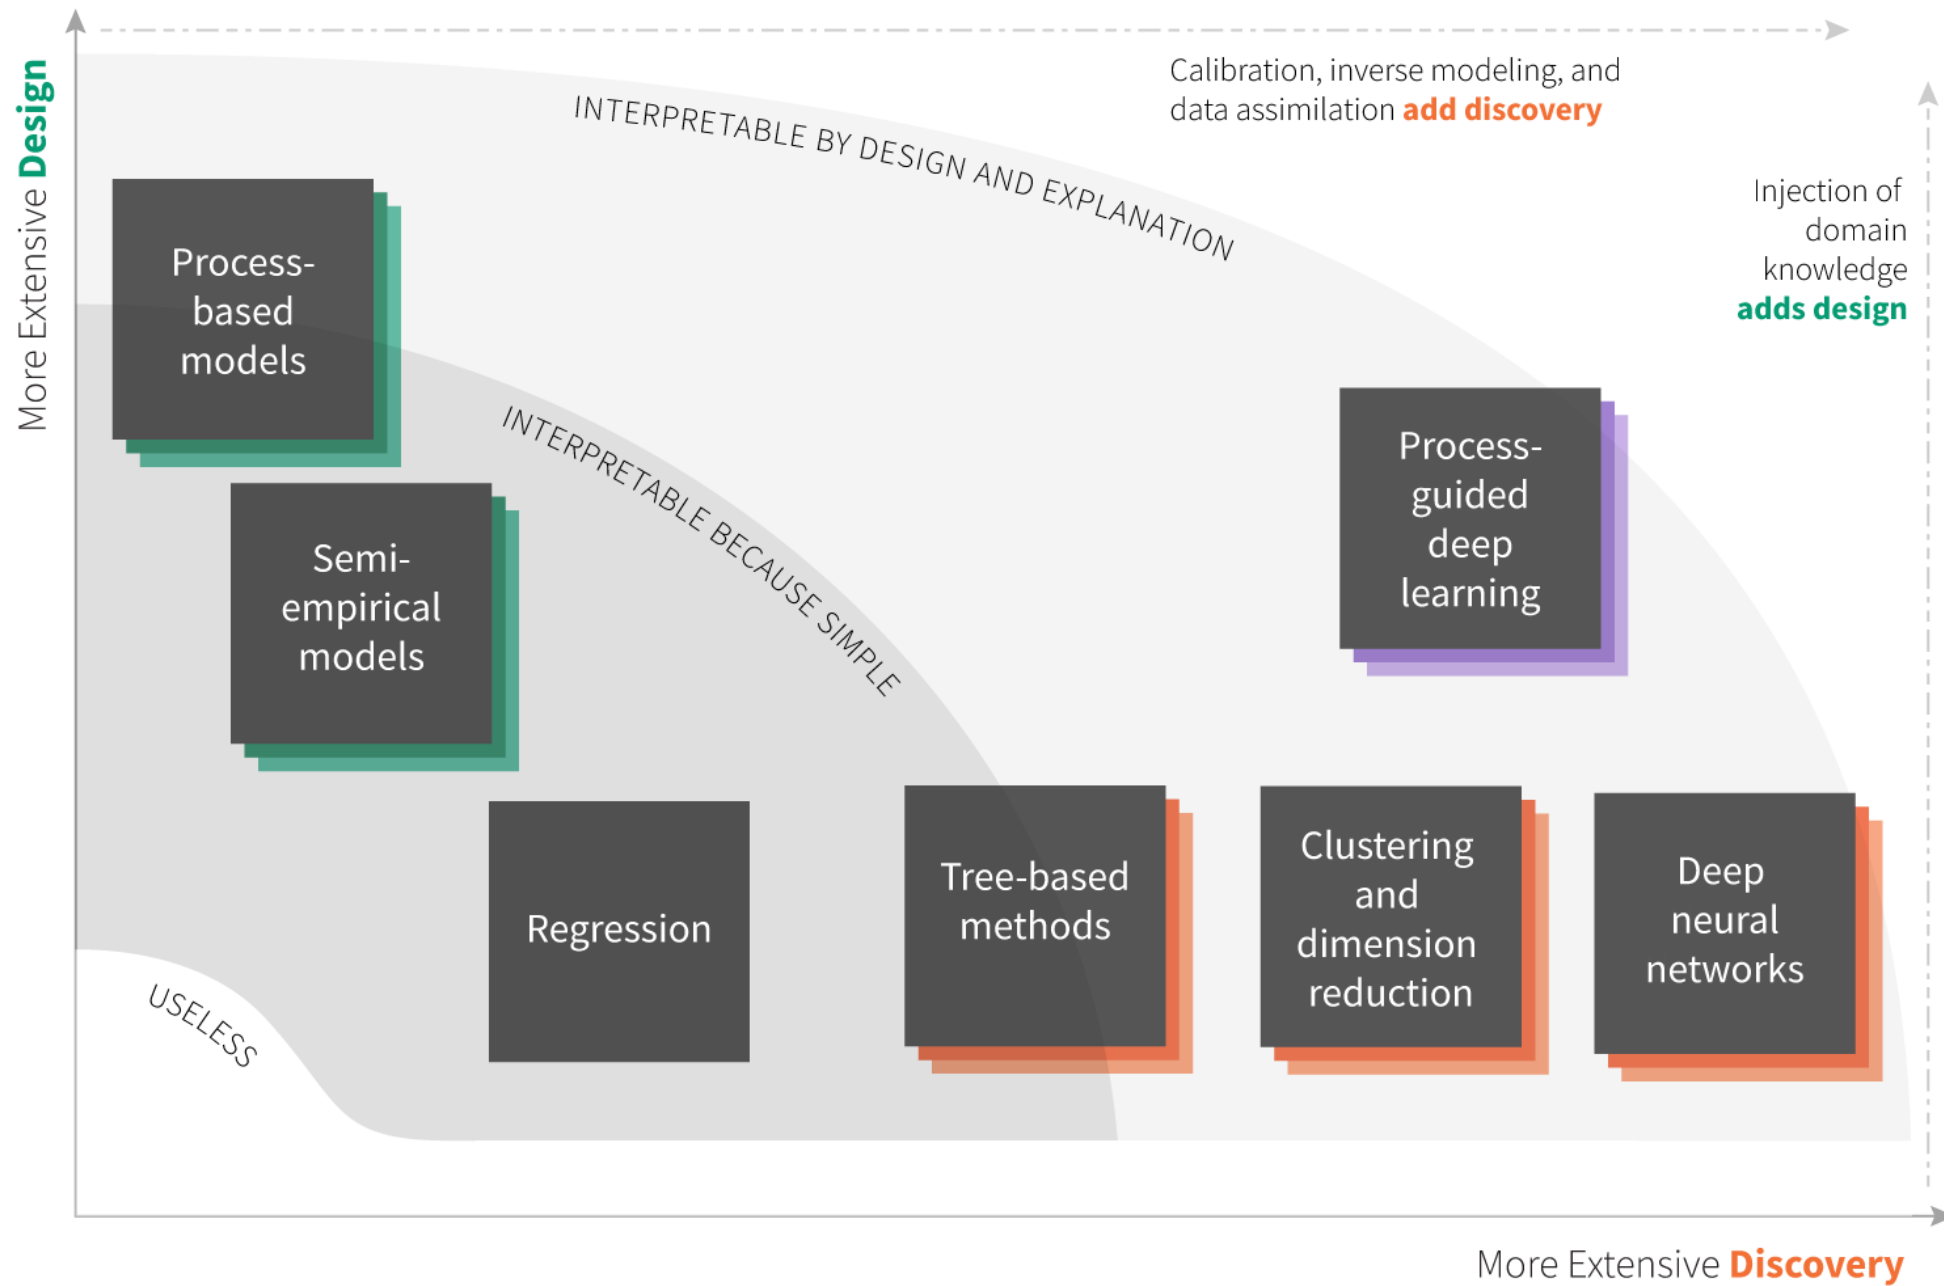 More Extensive Design
Calibration, inverse modeling, and
data assimilation add discovery
INTERPRETABLE BY DESIGN AND EXPLANATION
Injection of
domain
knowledge
adds design
Process-
based
models
INTERPRETABLE BECAUSE SIMPLE
Process-
guided
deep
learning
Semi-
empirical
models
Regression
Tree-based
methods
Clustering
and
dimension
reduction
Deep
neural
networks
USELESS
More Extensive Discovery